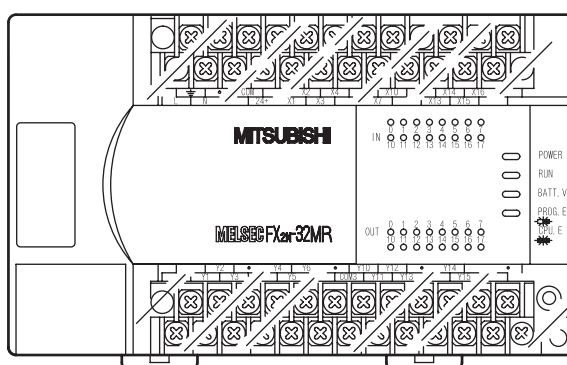 COM X2 X4 X10 X14 X16
L N 24+ X1 X3 X7 X13 X15
MITSUBISHI
IN
0 1 2 3 4 5 6 7
10 11 12 13 14 15 16 17
POWER
RUN
BATT.V
PROG.E
CPU.E
MELSEC FX2N-32MR
OUT
0 1 2 3 4 5 6 7
10 11 12 13 14 15 16 17
Y2 Y4 Y6 Y10 Y12 Y14
Y1 Y3 Y5 COM3 Y11 Y13 Y15